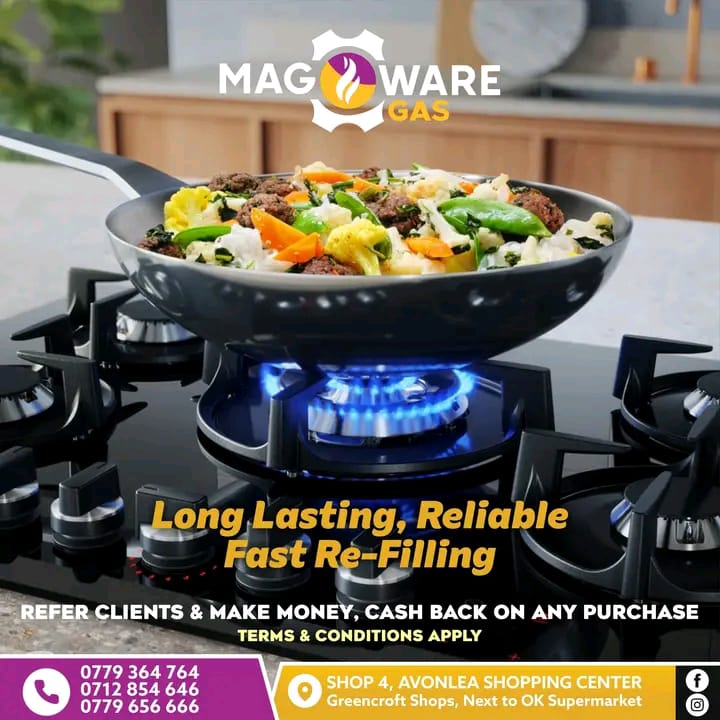 MAG WARE
GAS
Long Lasting, Reliable
Fast Re-Filling
REFER CLIENTS & MAKE MONEY, CASH BACK ON ANY PURCHASE
TERMS & CONDITIONS APPLY
0779 364 764
0712 854 646
0779 656 666
SHOP 4, AVONLEA SHOPPING CENTER
Greencroft Shops, Next to OK Supermarket